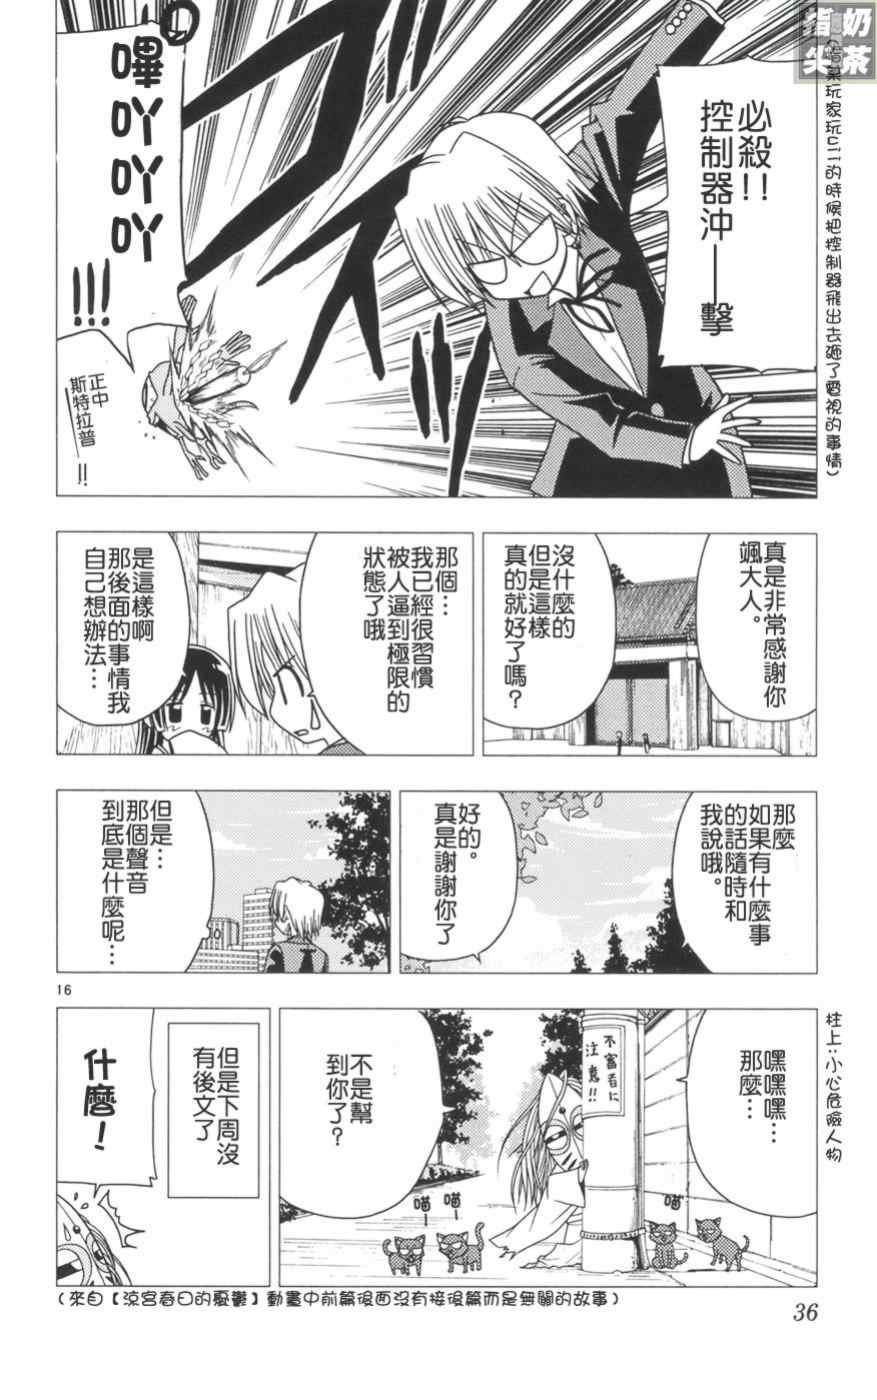 指奶
尖茶
玩家玩Wii的時候把控制器飛出去砸了電視的事情)
必殺!!
控制器沖——擊
嗶吖吖吖吖
!!!
正中
斯特拉普——!!
真是非常感謝你
颯大人。
沒什麼的
但是這樣
真的就好了嗎？
那個…
我已經很習慣
被人逼到極限的
狀態了哦
是這樣啊
那後面的事情我
自己想辦法…
那麼
如果有什麼事
的話隨時和
我說哦。
好的。
真是謝謝你了
但是…
那個聲音
到底是什麼呢…
16
嘿嘿嘿…
那麼…
不審者に
注意!!
不是幫
到你了？
喵—
喵—
喵
柱上:小心危險人物
但是下周沒
有後文了
什麼！
(來自【涼宮春日的憂鬱】動畫中前篇後面沒有接後篇而是無關的故事)
36